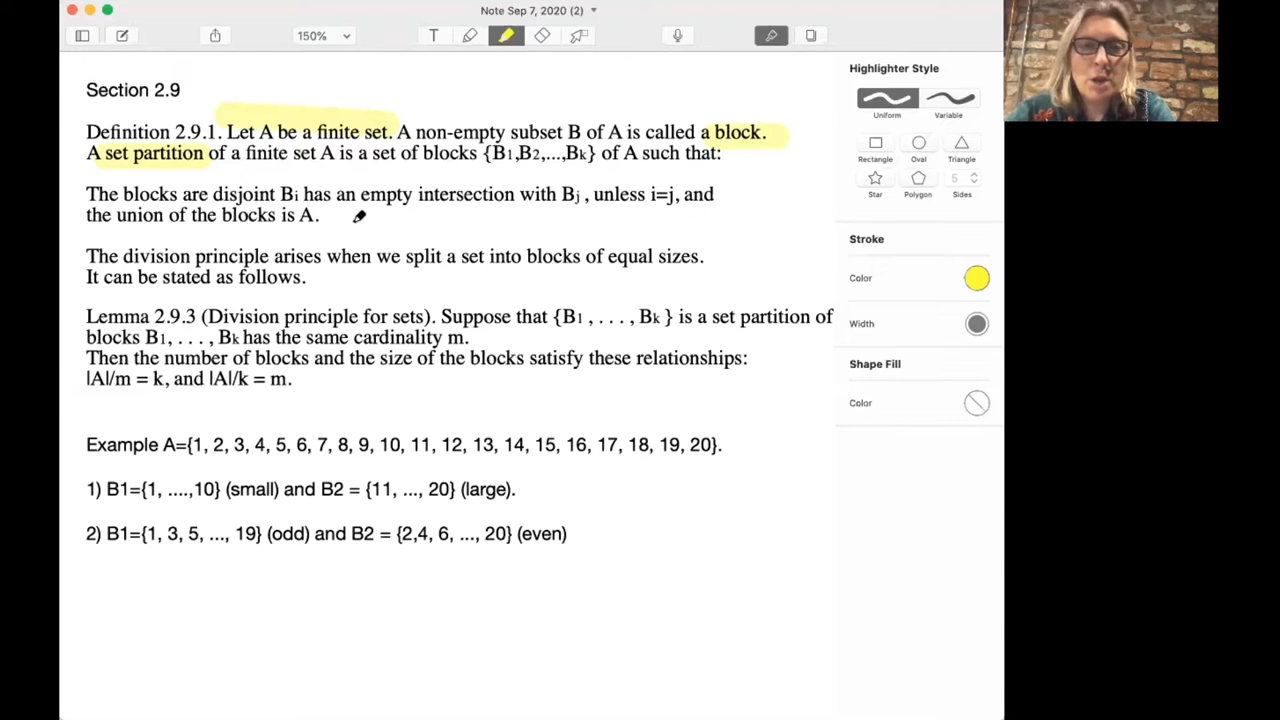 Note Sep 7, 2020 (2)
150%
T
Section 2.9
Definition 2.9.1. Let A be a finite set. A non-empty subset B of A is called a block.
A set partition of a finite set A is a set of blocks {B1,B2,...,Bk} of A such that:
The blocks are disjoint Bi has an empty intersection with Bj , unless i=j, and
the union of the blocks is A.
The division principle arises when we split a set into blocks of equal sizes.
It can be stated as follows.
Lemma 2.9.3 (Division principle for sets). Suppose that {B1 , . . . , Bk } is a set partition of
blocks B1, . . . , Bk has the same cardinality m.
Then the number of blocks and the size of the blocks satisfy these relationships:
|A|/m = k, and |A|/k = m.
Example A={1, 2, 3, 4, 5, 6, 7, 8, 9, 10, 11, 12, 13, 14, 15, 16, 17, 18, 19, 20}.
1) B1={1, ....,10} (small) and B2 = {11, ..., 20} (large).
2) B1={1, 3, 5, ..., 19} (odd) and B2 = {2,4, 6, ..., 20} (even)
Highlighter Style
Uniform Variable
Rectangle Oval Triangle
5
Star Polygon Sides
Stroke
Color
Width
Shape Fill
Color